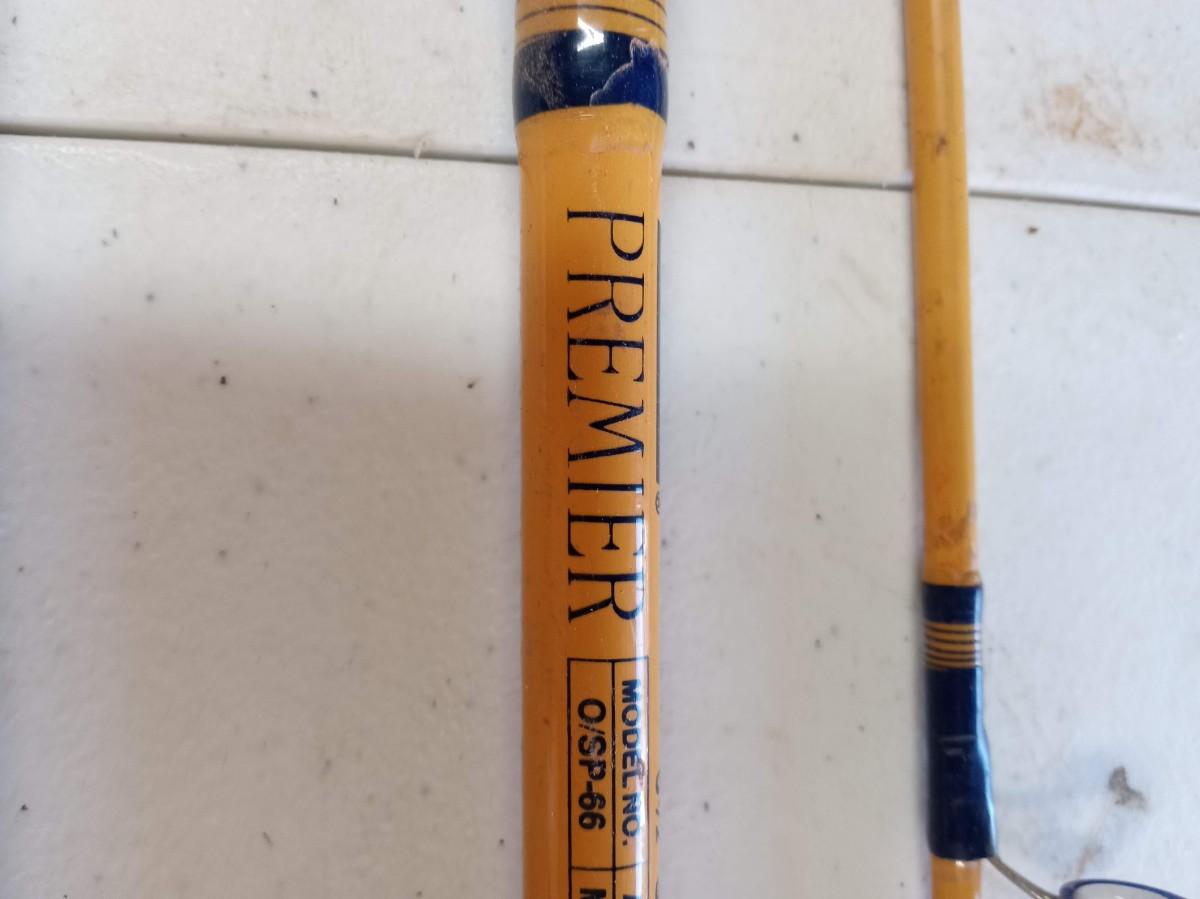 PREMIER
MODEL NO.
O/SP-66